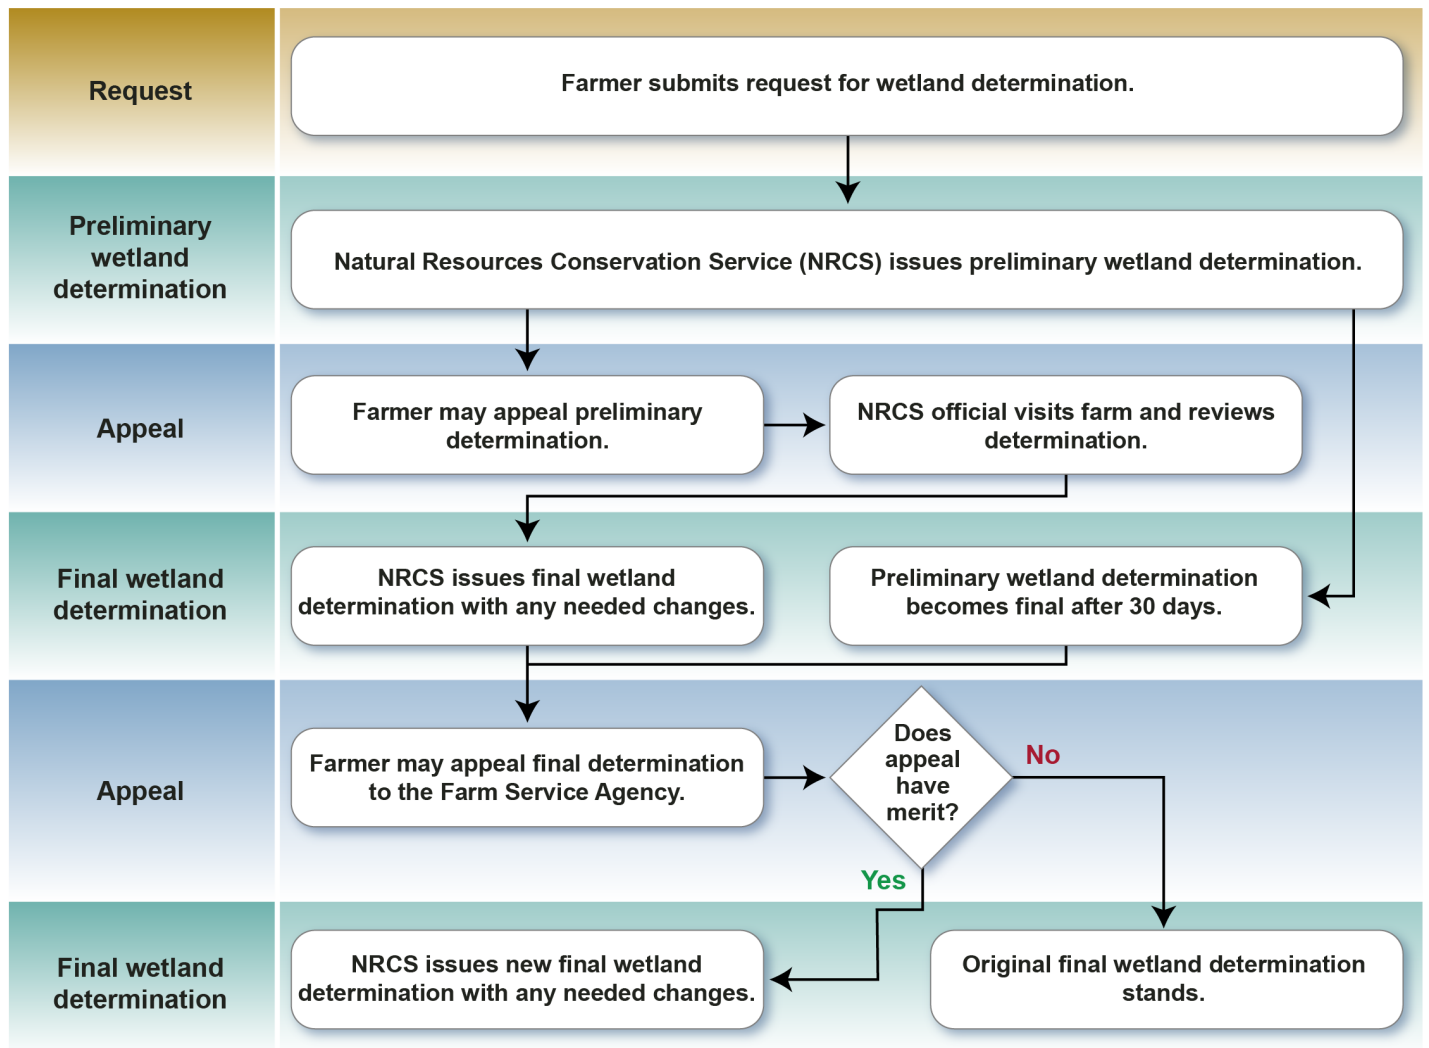 Request
Farmer submits request for wetland determination.
Preliminary
wetland
determination
Natural Resources Conservation Service (NRCS) issues preliminary wetland determination.
Appeal
Farmer may appeal preliminary
determination.
NRCS official visits farm and reviews
determination.
Final wetland
determination
NRCS issues final wetland
determination with any needed changes.
Preliminary wetland determination
becomes final after 30 days.
Appeal
Farmer may appeal final determination
to the Farm Service Agency.
Does
appeal
have
merit?
No
Yes
Final wetland
determination
NRCS issues new final wetland
determination with any needed changes.
Original final wetland determination
stands.